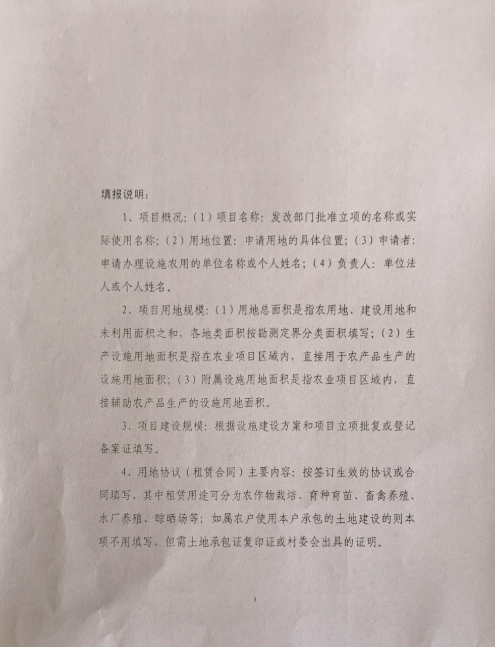 填报说明：
1、项目概况：（1）项目名称：发改部门批准立项的名称或实
际使用名称；（2）用地位置：申请用地的具体位置；（3）申请者：
申请办理设施农用的单位名称或个人姓名；（4）负责人：单位法
人或个人姓名。
2、项目用地规模：（1）用地总面积是指农用地、建设用地和
未利用面积之和，各地类面积按勘测定界分类面积填写；（2）生
产设施用地面积是指在农业项目区域内，直接用于农产品生产的
设施用地面积；（3）附属设施用地面积是指农业项目区域内，直
接辅助农产品生产的设施用地面积。
3、项目建设规模：根据设施建设方案和项目立项批复或登记
备案证填写。
4、用地协议（租赁合同）主要内容：按签订生效的协议或合
同填写，其中租赁用途可分为农作物栽培、育种育苗、畜禽养殖、
水厂养殖、晾晒场等；如属农户使用本户承包的土地建设的则本
项不用填写，但需土地承包证复印证或村委会出具的证明。
1